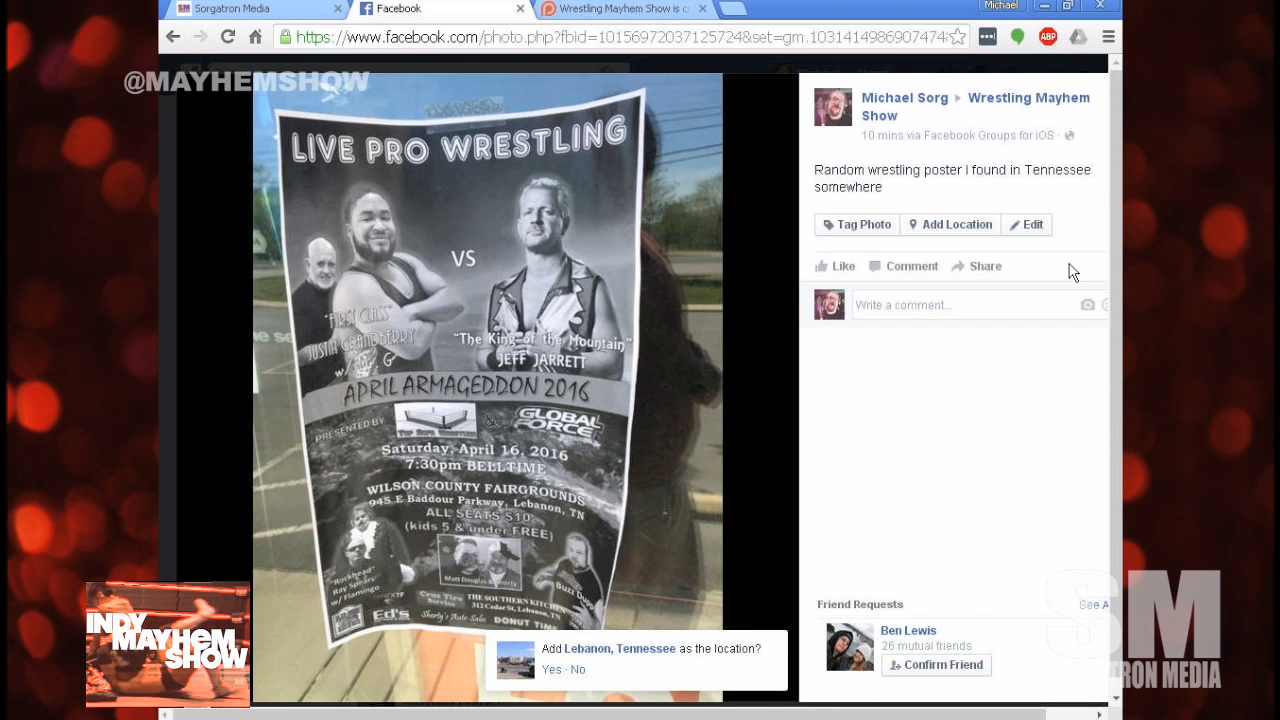 Sorgatron Media
Facebook
Wrestling Mayhem Show is c
Michael
https://www.facebook.com/photo.php?fbid=10156972037125724&set=gm.1031414986907474
ABP
@MAYHEMSHOW
LIVE PRO WRESTLING
VS
"FIRST CLASS"
"The King of the Mountain"
JEFF JARRETT
APRIL ARMAGEDDON 2016
PRESENTED BY
&
GLOBAL
FORCE
Saturday, April 16, 2016
7:30pm BELLTIME
WILSON COUNTY FAIRGROUNDS
945 E Baddour Parkway, Lebanon, TN
ALL SEATS $10
(kids 5 & under FREE)
"Rockhead"
Ray Spears
w/ Flamingo
Matt Douglas
Ed's
Shorty's Auto Sales
THE SOUTHERN KITCHEN
312 Cedar St, Lebanon, TN
DONUT TIME
Michael Sorg ▸ Wrestling Mayhem
Show
10 mins via Facebook Groups for iOS ·
Random wrestling poster I found in Tennessee
somewhere
Tag Photo
Add Location
Edit
Like
Comment
Share
Write a comment...
Friend Requests
See A
Ben Lewis
26 mutual friends
Confirm Friend
Add Lebanon, Tennessee as the location?
Yes · No
INDY
MAYHEM
SHOW
SM
TRON MEDIA